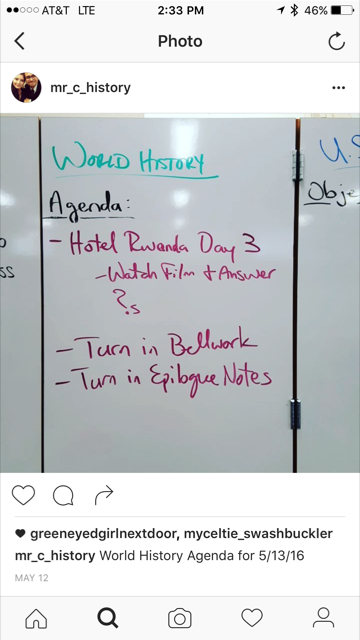 AT&T LTE 2:33 PM 46%
Photo
mr_c_history
WORLD HISTORY
U.S
Agenda:
Obje
- Hotel Rwanda Day 3
ss
- Watch Film + Answer
?s
- Turn in Bellwork
- Turn in Epilogue Notes
greeneyedgirlnextdoor, myceltie_swashbuckler
mr_c_history World History Agenda for 5/13/16
MAY 12